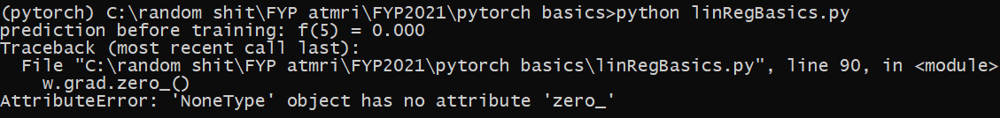 (pytorch) C:\random shit\FYP atmri\FYP2021\pytorch basics>python linRegBasics.py
prediction before training: f(5) = 0.000
Traceback (most recent call last):
  File "C:\random shit\FYP atmri\FYP2021\pytorch basics\linRegBasics.py", line 90, in <module>
    w.grad.zero_()
AttributeError: 'NoneType' object has no attribute 'zero_'